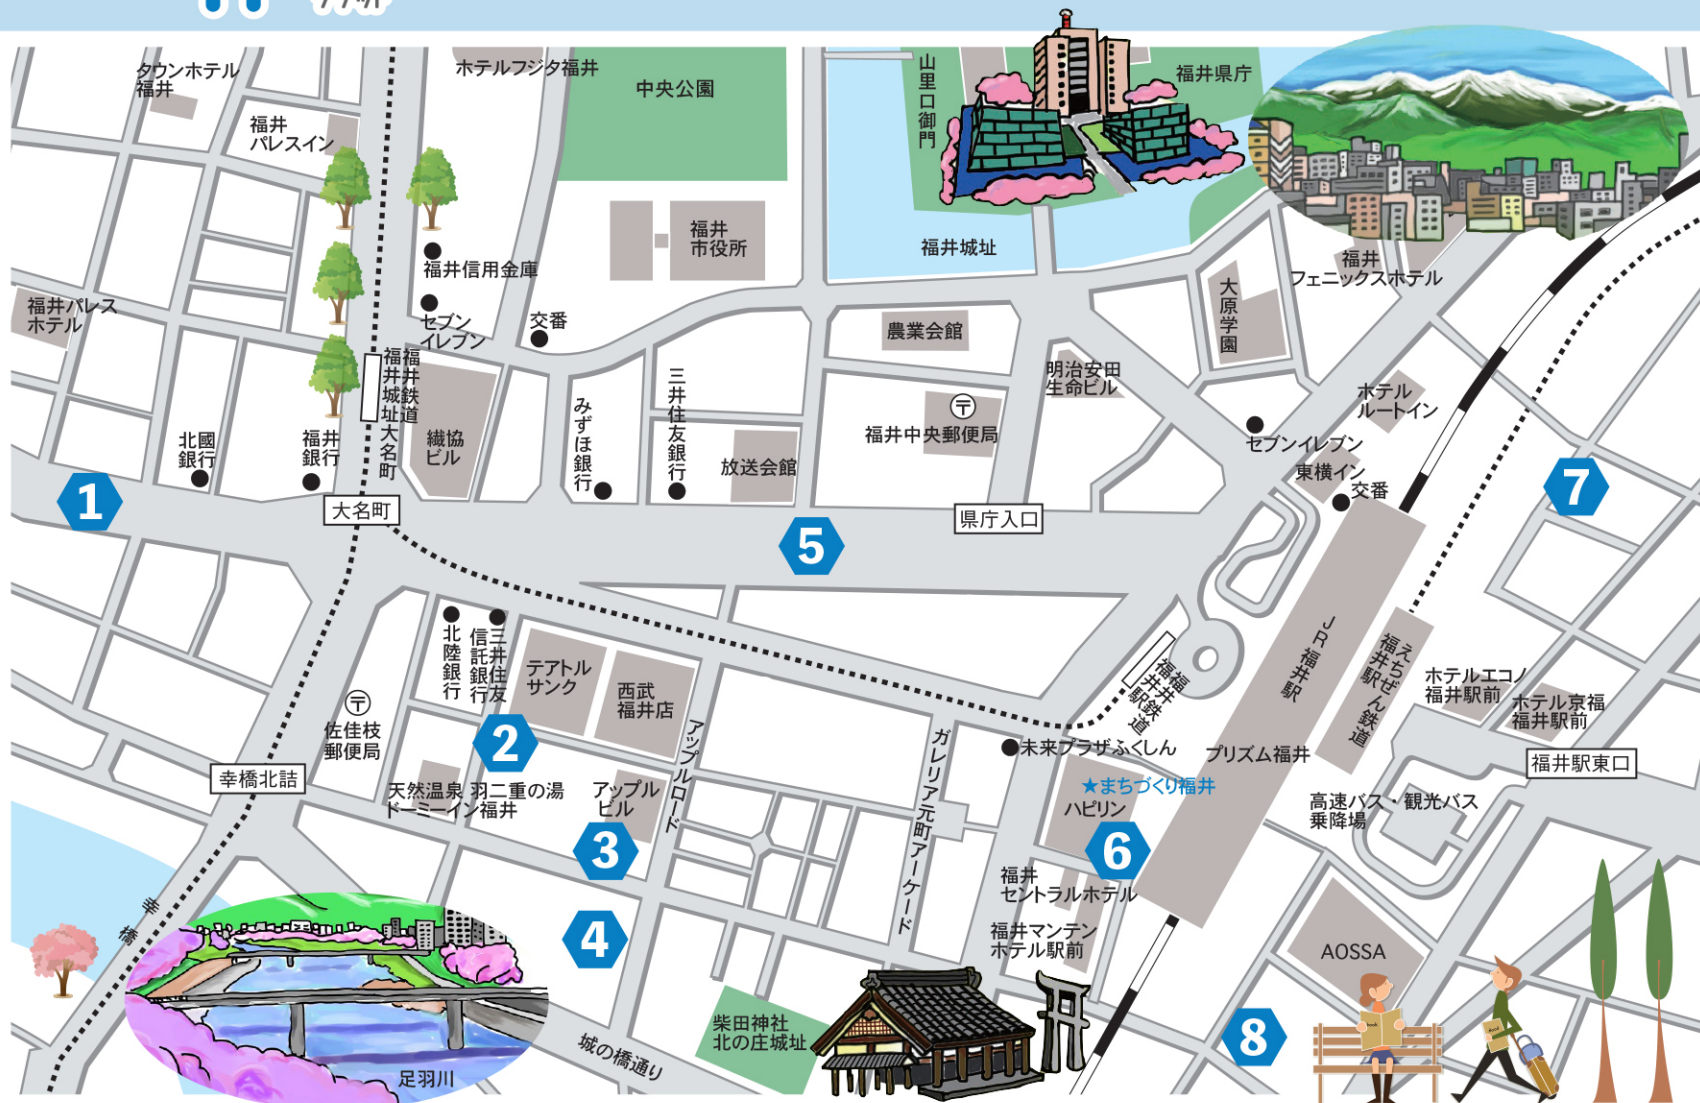 タウンホテル
福井
ホテルフジタ福井
中央公園
山里口御門
福井県庁
福井
パレスイン
福井
市役所
福井城址
福井信用金庫
セブン
イレブン
交番
福井パレス
ホテル
大原学園
福井
フェニックスホテル
農業会館
明治安田
生命ビル
福井鉄道
福井城址大名町
三井住友銀行
みずほ銀行
繊協
ビル
〒
福井中央郵便局
放送会館
ホテル
ルートイン
セブンイレブン
東横イン
交番
北國
銀行
福井
銀行
1
大名町
5
県庁入口
7
JR福井駅
えちぜん鉄道
福井駅
福井鉄道
福井駅
北陸銀行
三井住友
信託銀行
テアトル
サンク
西武
福井店
ホテルエコノ
福井駅前
ホテル京福
福井駅前
〒
佐佳枝
郵便局
2
アップルロード
ガレリア元町アーケード
未来プラザふくしん
プリズム福井
福井駅東口
幸橋北詰
天然温泉 羽二重の湯
ドーミーイン福井
アップル
ビル
★まちづくり福井
ハピリン
高速バス・観光バス
乗降場
3
6
福井
セントラルホテル
4
福井マンテン
ホテル駅前
AOSSA
幸橋
柴田神社
北の庄城址
城の橋通り
8
足羽川